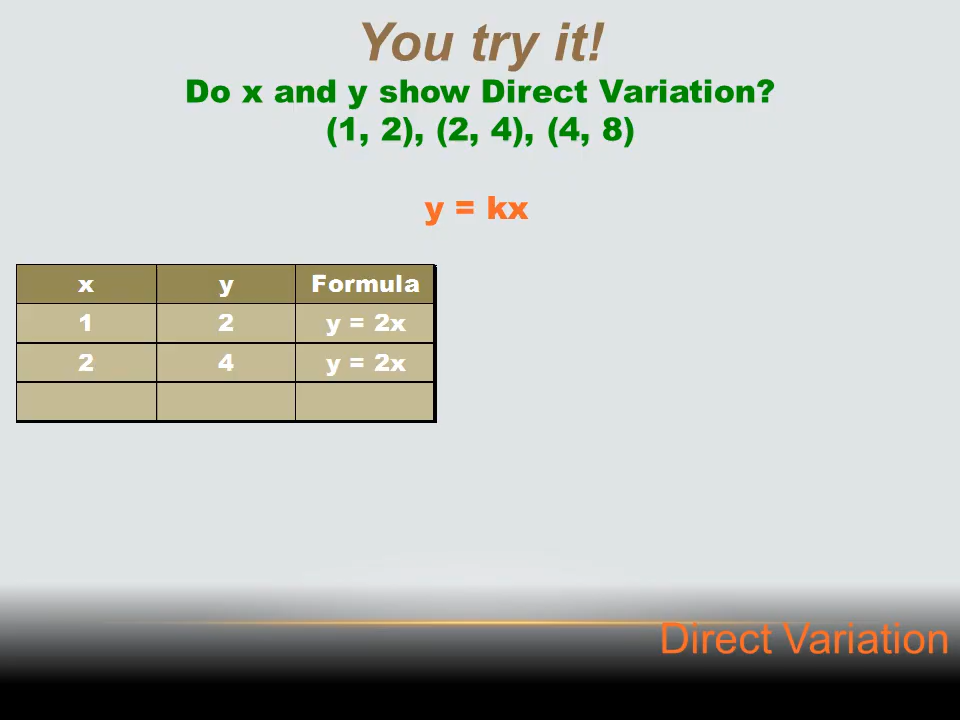 You try it!
Do x and y show Direct Variation?
(1, 2), (2, 4), (4, 8)
y = kx
x y Formula
1 2 y = 2x
2 4 y = 2x
Direct Variation